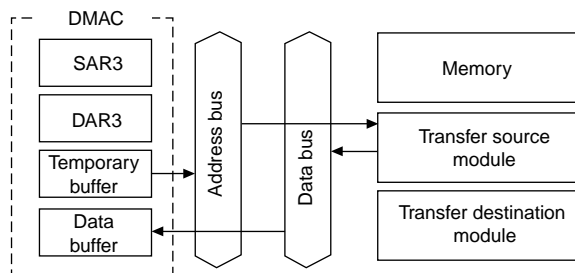 DMAC
SAR3
DAR3
Temporary
buffer
Data
buffer
Address bus
Data bus
Memory
Transfer source
module
Transfer destination
module